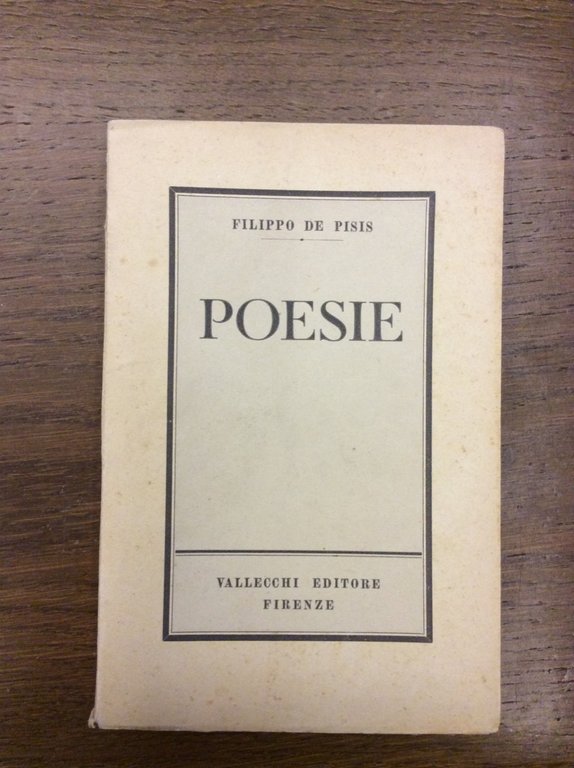 FILIPPO DE PISIS
POESIE
VALLECCHI EDITORE
FIRENZE